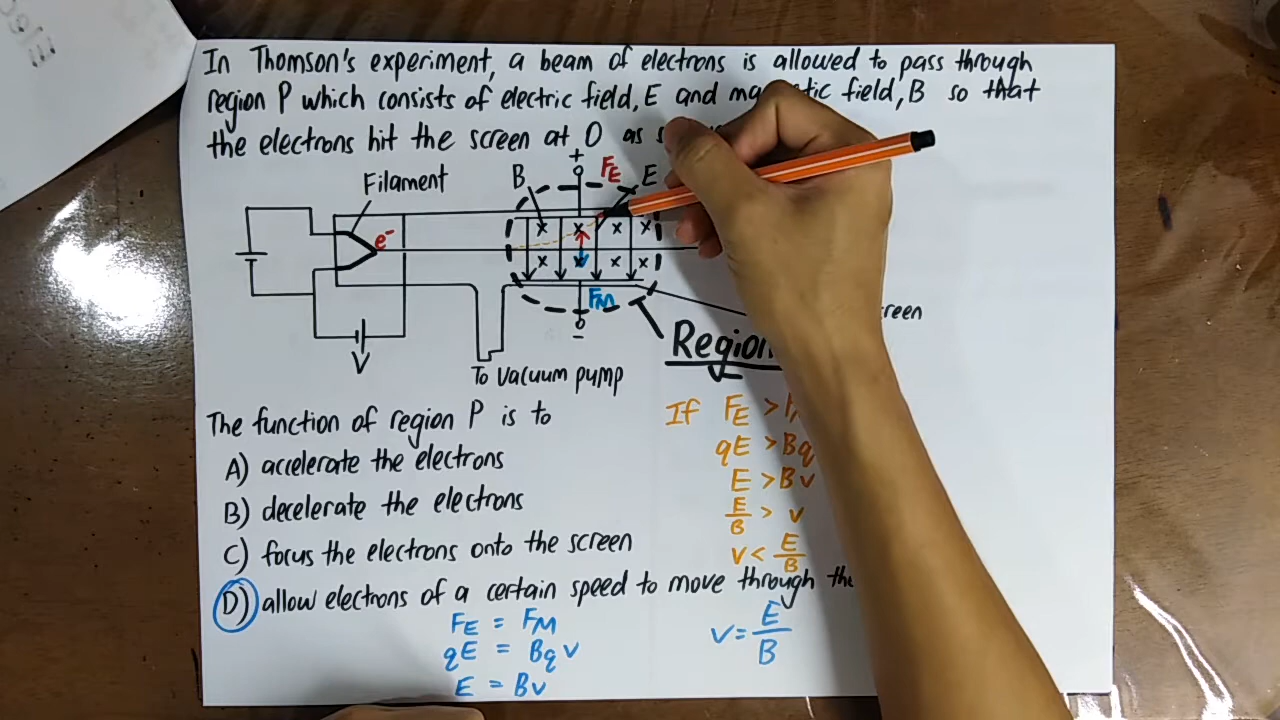 In Thomson's experiment, a beam of electrons is allowed to pass through
region P which consists of electric field, E and field, B so that
the electrons hit the screen at O as
+
B FE E
Filament
e-
x x x x
x x x x
FM
-
V
Region
To vacuum pump
The function of region P is to
A) accelerate the electrons
B) decelerate the electrons
C) focus the electrons onto the screen
D) allow electrons of a certain speed to move through the
If FE >
qE > Bq
E > Bv
E/B > v
v < E/B
FE = FM
qE = Bqv
E = Bv
v = E/B